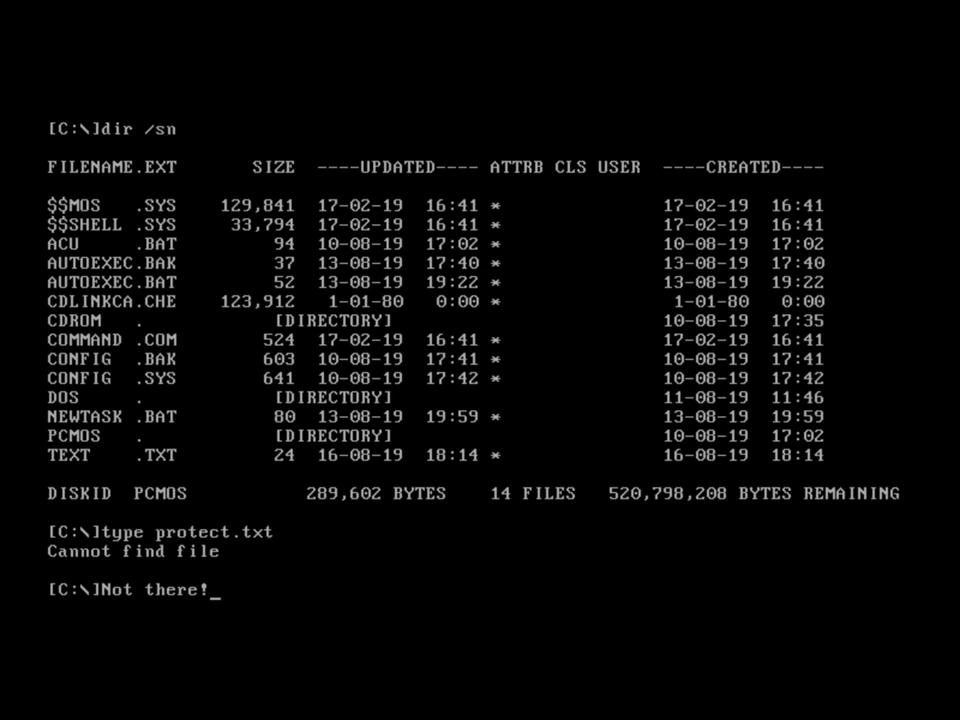 [C:\]dir /sn
FILENAME.EXT       SIZE  ----UPDATED---- ATTRB CLS USER  ----CREATED----
$$MOS   .SYS    129,841  17-02-19  16:41 *               17-02-19  16:41
$$SHELL .SYS     33,794  17-02-19  16:41 *               17-02-19  16:41
ACU     .BAT         94  10-08-19  17:02 *               10-08-19  17:02
AUTOEXEC.BAK         37  13-08-19  17:40 *               13-08-19  17:40
AUTOEXEC.BAT         52  13-08-19  19:22 *               13-08-19  19:22
CDLINKCA.CHE    123,912   1-01-80   0:00 *                1-01-80   0:00
CDROM   .            [DIRECTORY]                         10-08-19  17:35
COMMAND .COM        524  17-02-19  16:41 *               17-02-19  16:41
CONFIG  .BAK        603  10-08-19  17:41 *               10-08-19  17:41
CONFIG  .SYS        641  10-08-19  17:42 *               10-08-19  17:42
DOS     .            [DIRECTORY]                         11-08-19  11:46
NEWTASK .BAT         80  13-08-19  19:59 *               13-08-19  19:59
PCMOS   .            [DIRECTORY]                         10-08-19  17:02
TEXT    .TXT         24  16-08-19  18:14 *               16-08-19  18:14
DISKID  PCMOS           289,602 BYTES    14 FILES   520,798,208 BYTES REMAINING
[C:\]type protect.txt
Cannot find file
[C:\]Not there!_